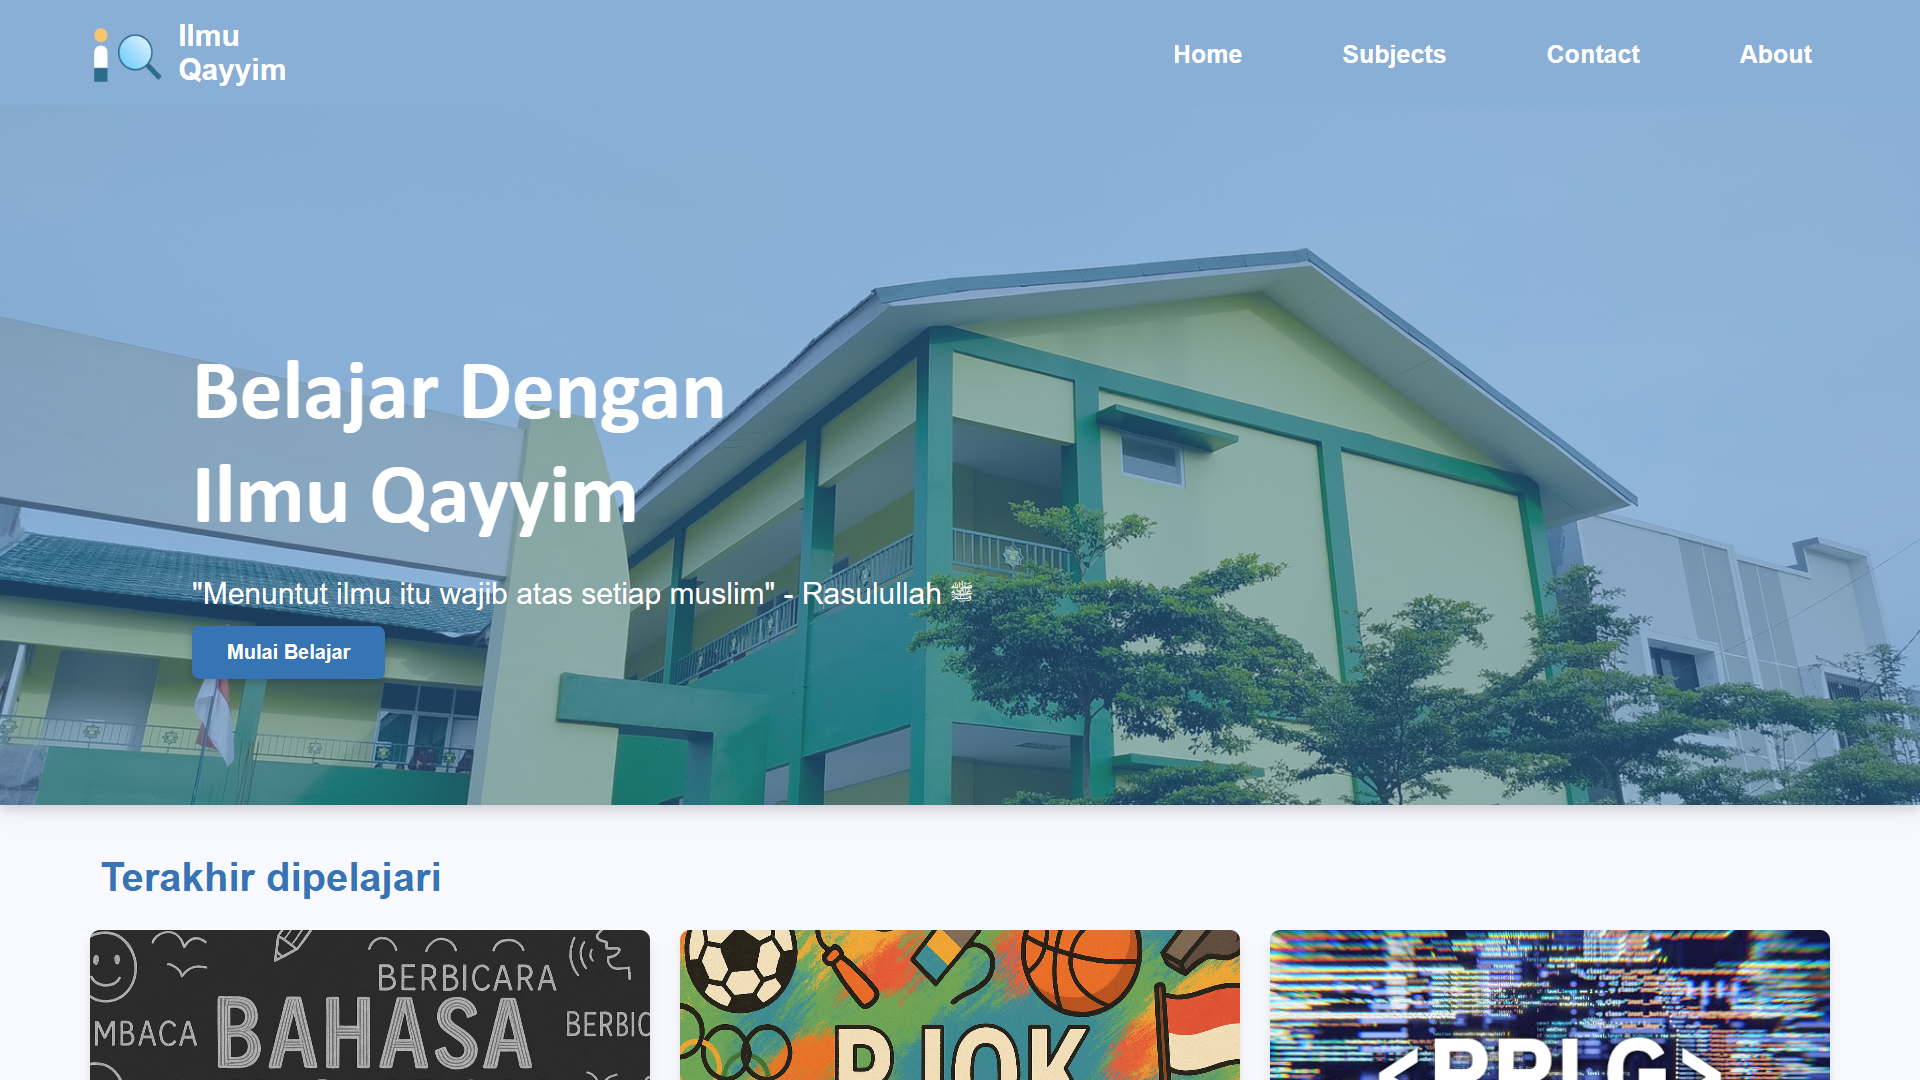 Ilmu
Qayyim
Home
Subjects
Contact
About
Belajar Dengan
Ilmu Qayyim
"Menuntut ilmu itu wajib atas setiap muslim" - Rasulullah ﷺ
Mulai Belajar
Terakhir dipelajari
BERBICARA
MBACA
BAHASA
BERBIC
PJOK
<PPLG>